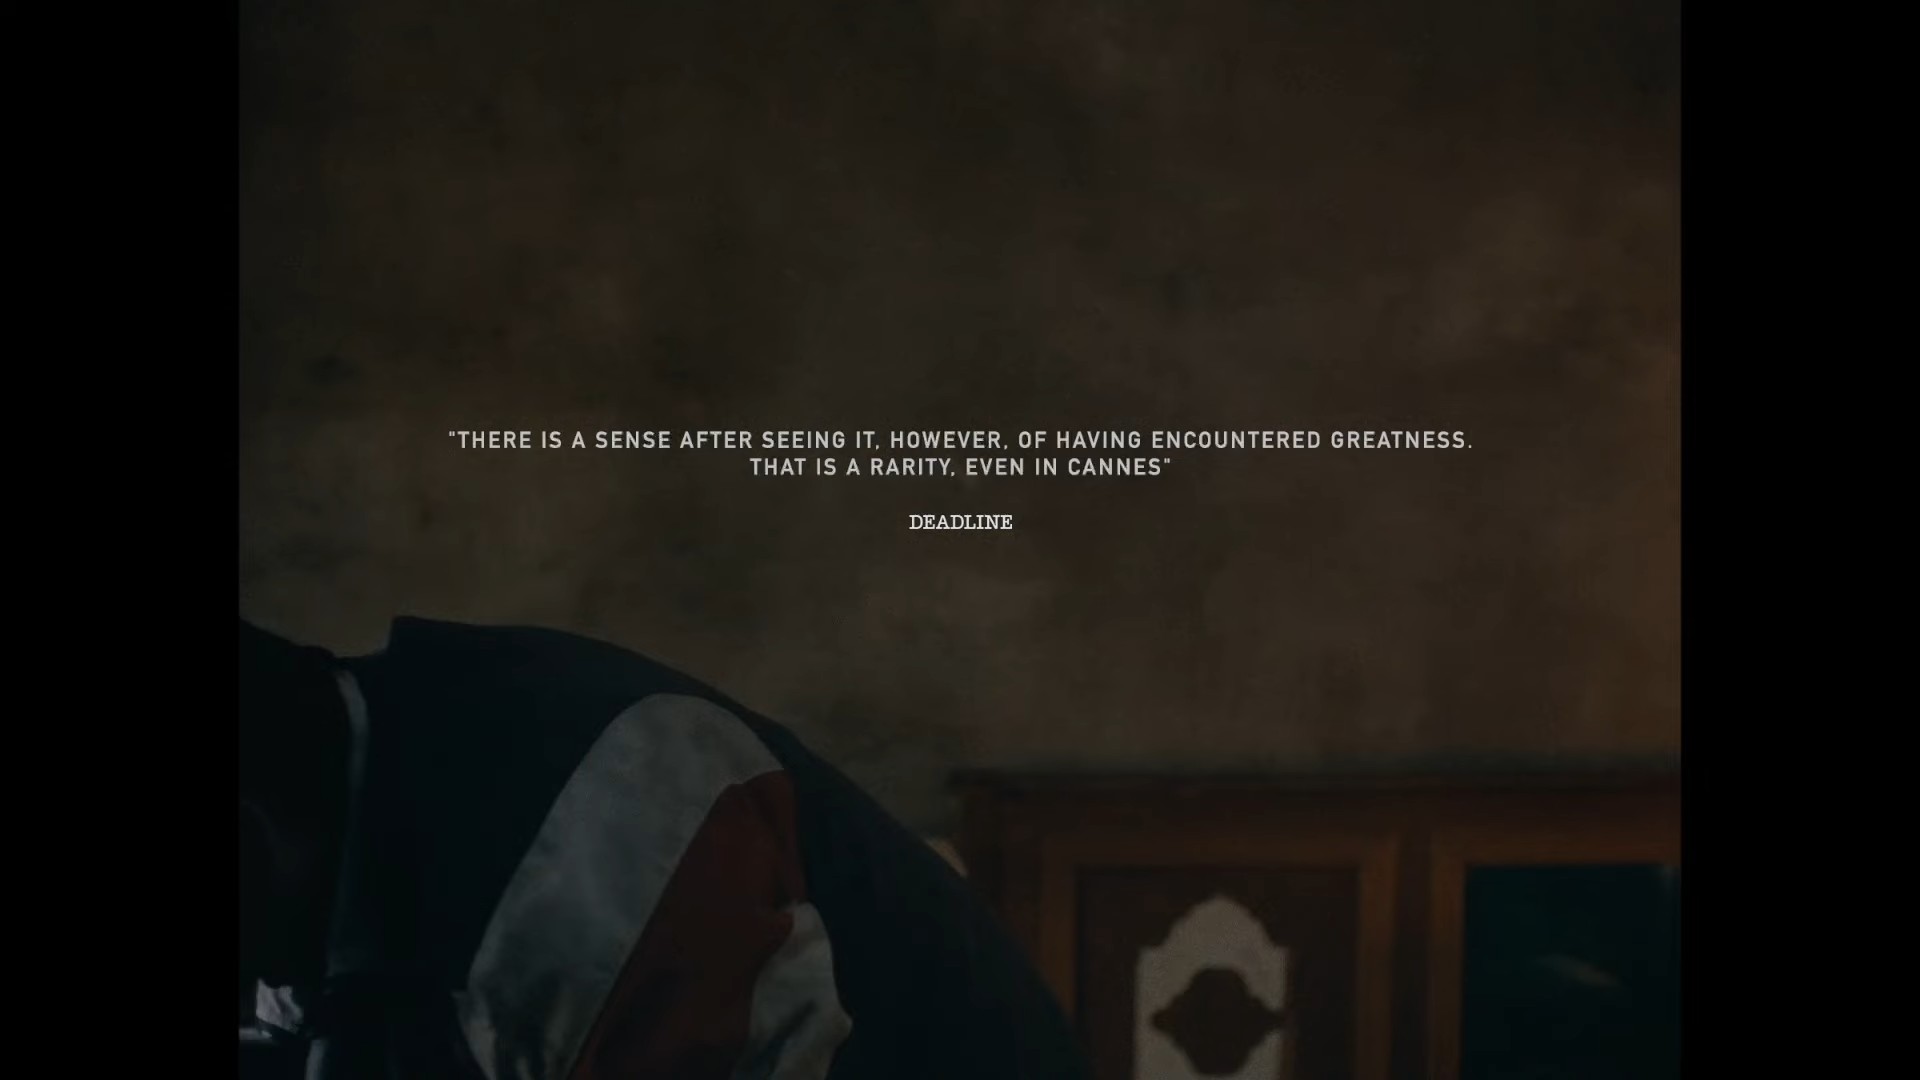 "THERE IS A SENSE AFTER SEEING IT, HOWEVER, OF HAVING ENCOUNTERED GREATNESS.
THAT IS A RARITY, EVEN IN CANNES"
DEADLINE